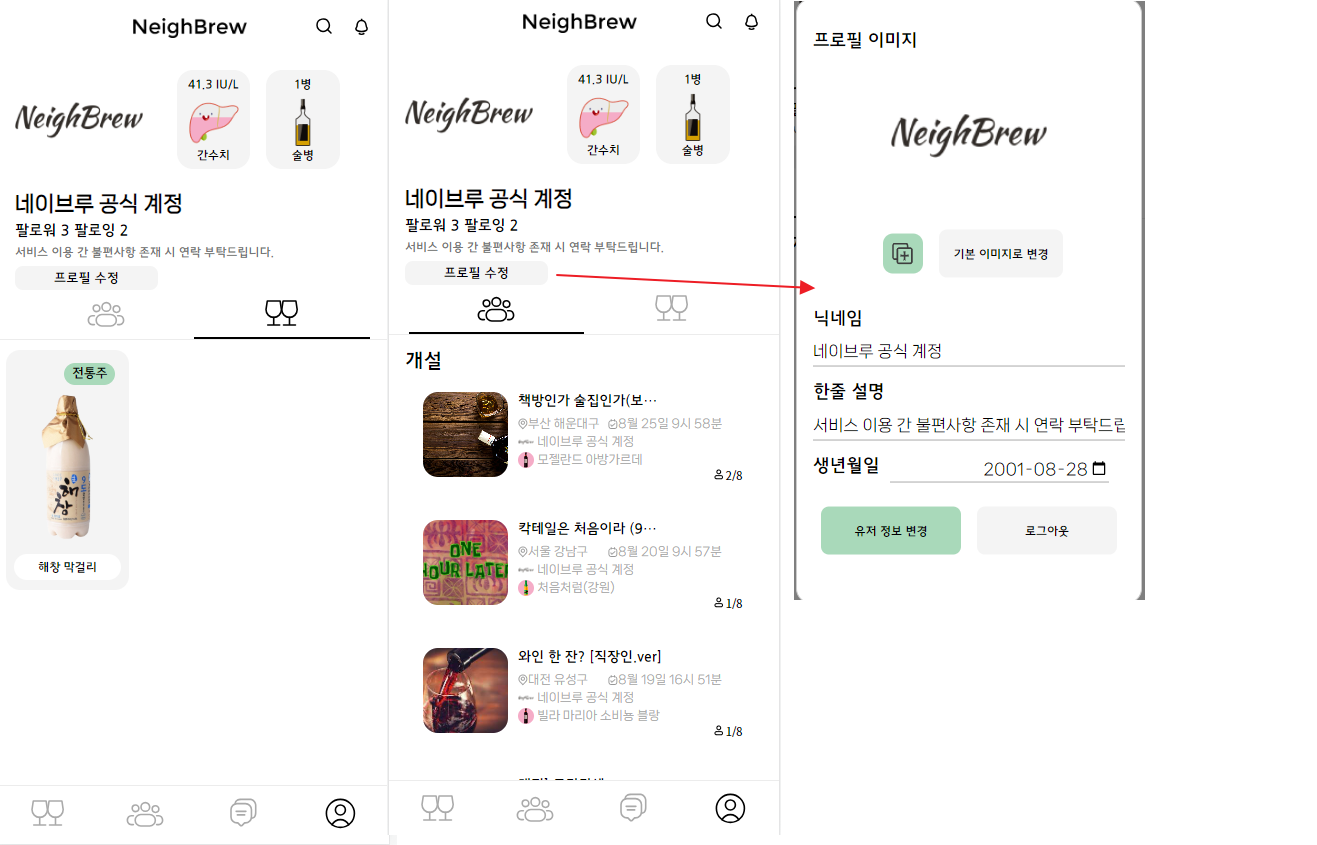 NeighBrew
NeighBrew
41.3 IU/L
간수치
1병
술병
네이브루 공식 계정
팔로워 3 팔로잉 2
서비스 이용 간 불편사항 존재 시 연락 부탁드립니다.
프로필 수정
전통주
해창
해창 막걸리
NeighBrew
NeighBrew
41.3 IU/L
간수치
1병
술병
네이브루 공식 계정
팔로워 3 팔로잉 2
서비스 이용 간 불편사항 존재 시 연락 부탁드립니다.
프로필 수정
개설
책방인가 술집인가(보…
부산 해운대구 8월 25일 9시 58분
네이브루 공식 계정
모젤란드 아방가르데
2/8
ONE
HOUR LATER
칵테일은 처음이라 (9…
서울 강남구 8월 20일 9시 57분
네이브루 공식 계정
처음처럼(강원)
1/8
와인 한 잔? [직장인.ver]
대전 유성구 8월 19일 16시 51분
네이브루 공식 계정
빌라 마리아 소비뇽 블랑
1/8
프로필 이미지
NeighBrew
기본 이미지로 변경
닉네임
네이브루 공식 계정
한줄 설명
서비스 이용 간 불편사항 존재 시 연락 부탁드립
생년월일
2001-08-28
유저 정보 변경
로그아웃